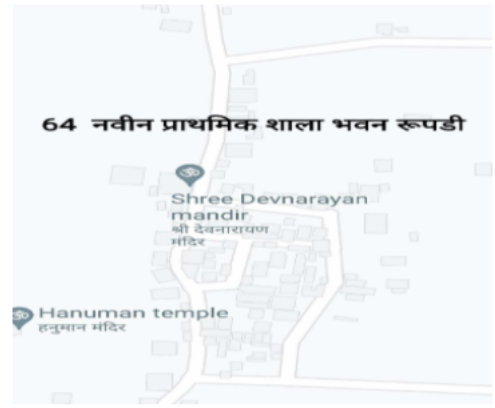 64 नवीन प्राथमिक शाला भवन रूपडी
Shree Devnarayan
mandir
श्री देवनारायण
मंदिर
Hanuman temple
हनुमान मंदिर